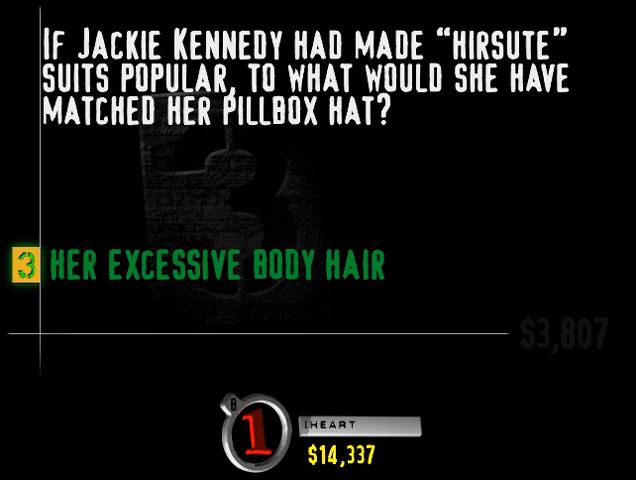 IF JACKIE KENNEDY HAD MADE “HIRSUTE”
SUITS POPULAR, TO WHAT WOULD SHE HAVE
MATCHED HER PILLBOX HAT?
3 HER EXCESSIVE BODY HAIR
$3,807
B
1
IHEART
$14,337